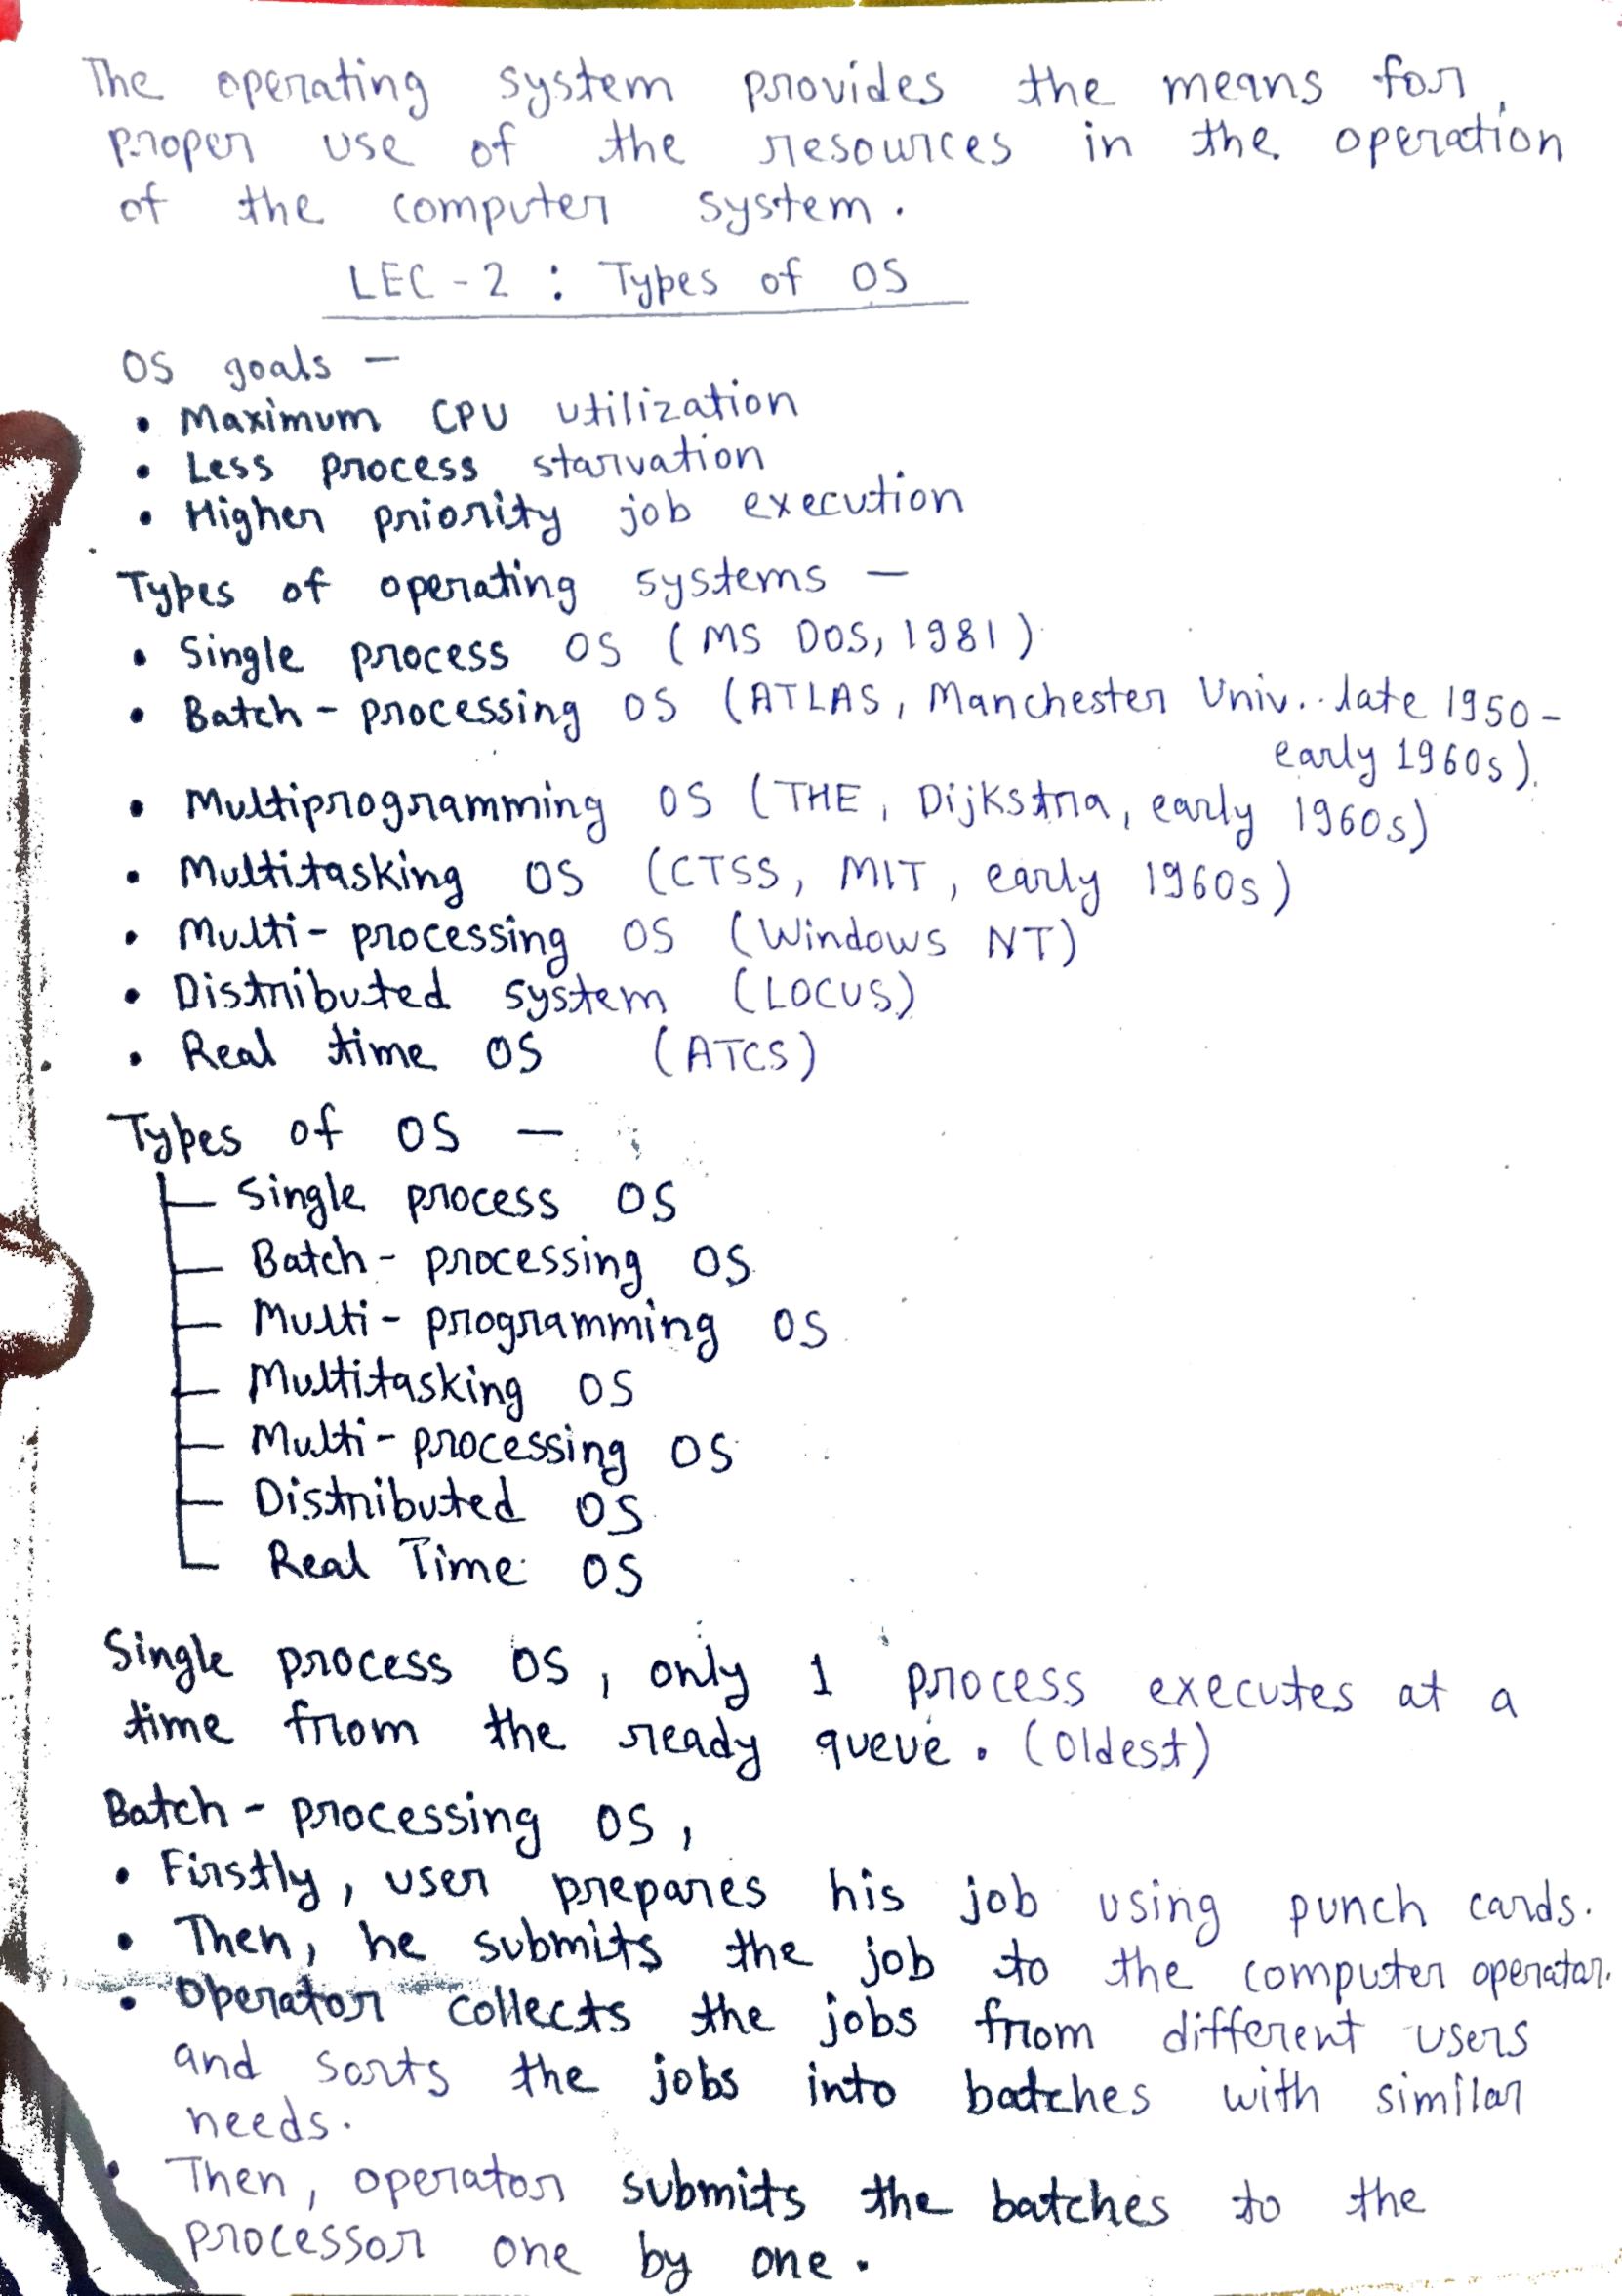 The operating system provides the means for
proper use of the resources in the operation
of the computer system.
LEC - 2 : Types of OS
OS goals —
• Maximum CPU utilization
• Less process starvation
• Higher priority job execution
Types of operating systems —
• Single process OS (MS DOS, 1981)
• Batch - processing OS (ATLAS, Manchester Univ. late 1950 -
early 1960s).
• Multiprogramming OS (THE, Dijkstra, early 1960s)
• Multitasking OS (CTSS, MIT, early 1960s)
• Multi - processing OS (Windows NT)
• Distributed system (LOCUS)
• Real time OS (ATCS)
Types of OS —
Single process OS
Batch - processing OS
Multi - programming OS
Multitasking OS
Multi - processing OS
Distributed OS
Real Time OS
Single process OS, only 1 process executes at a
time from the ready queue. (Oldest)
Batch - processing OS,
• Firstly, user prepares his job using punch cards.
• Then, he submits the job to the computer operator.
• Operator collects the jobs from different users
and sorts the jobs into batches with similar
needs.
• Then, operator submits the batches to the
processor one by one.